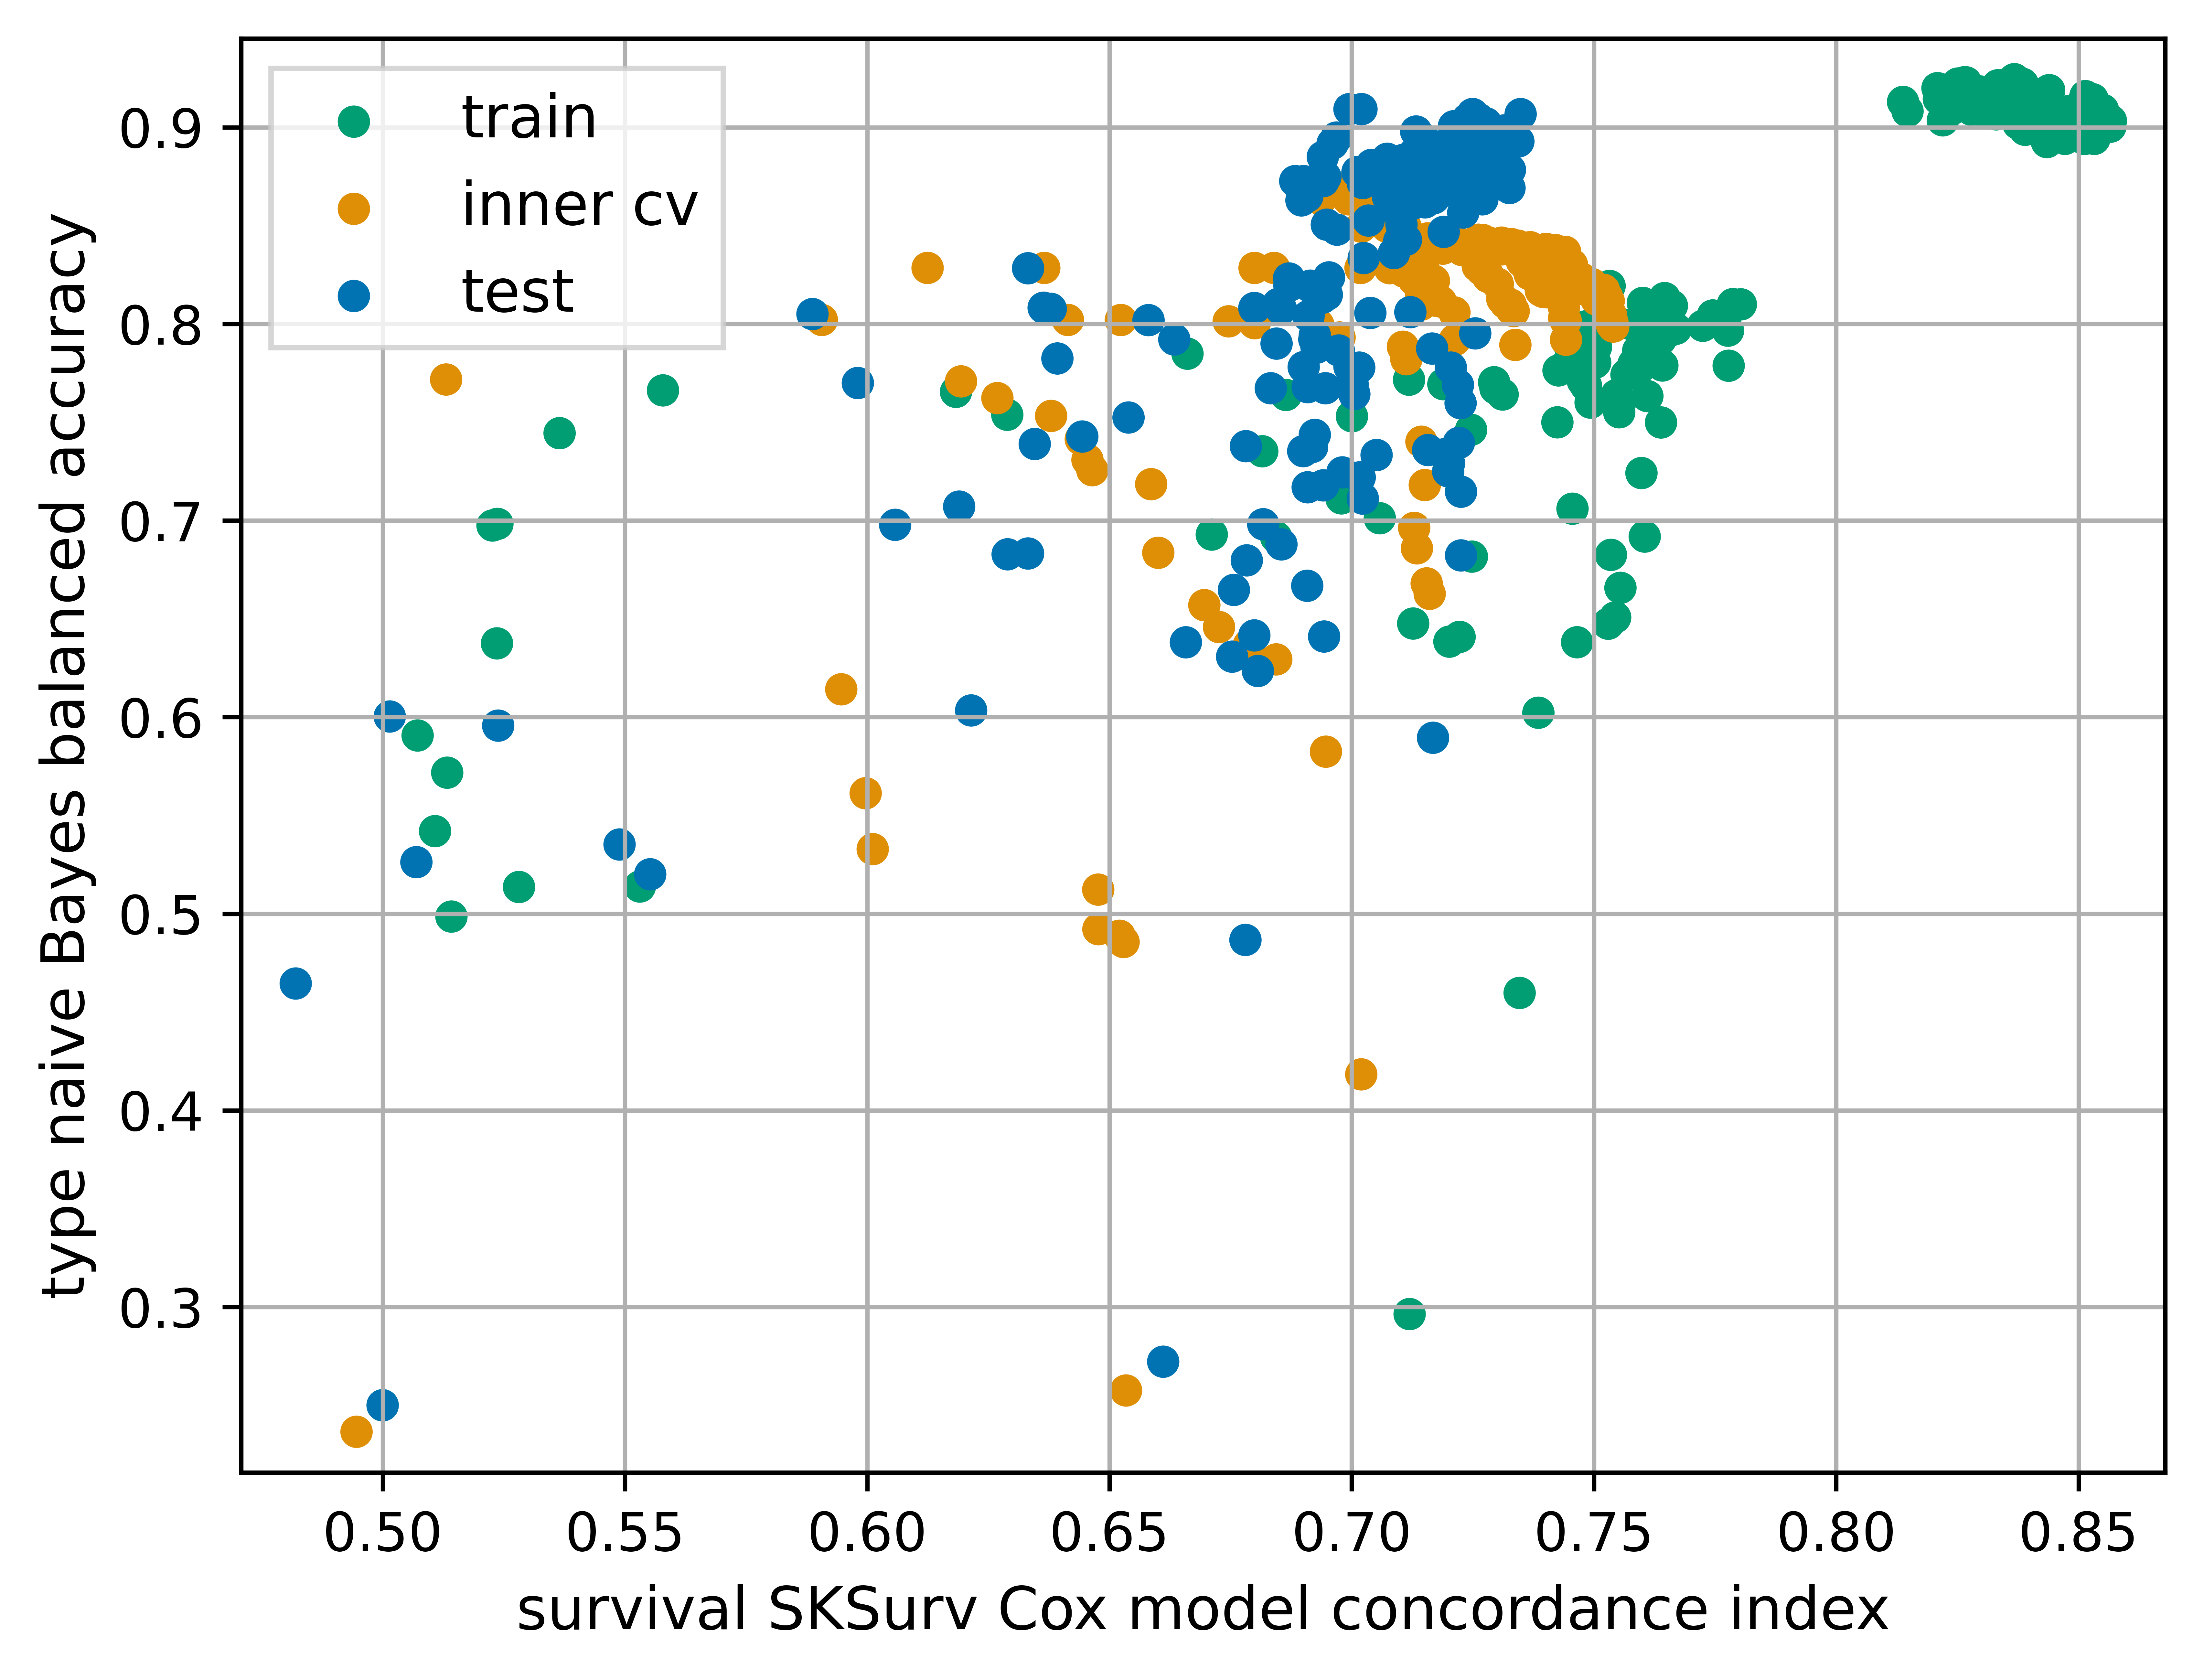 train
inner cv
test
0.9
0.8
0.7
0.6
0.5
0.4
0.3
type naive Bayes balanced accuracy
0.50 0.55 0.60 0.65 0.70 0.75 0.80 0.85
survival SKSurv Cox model concordance index